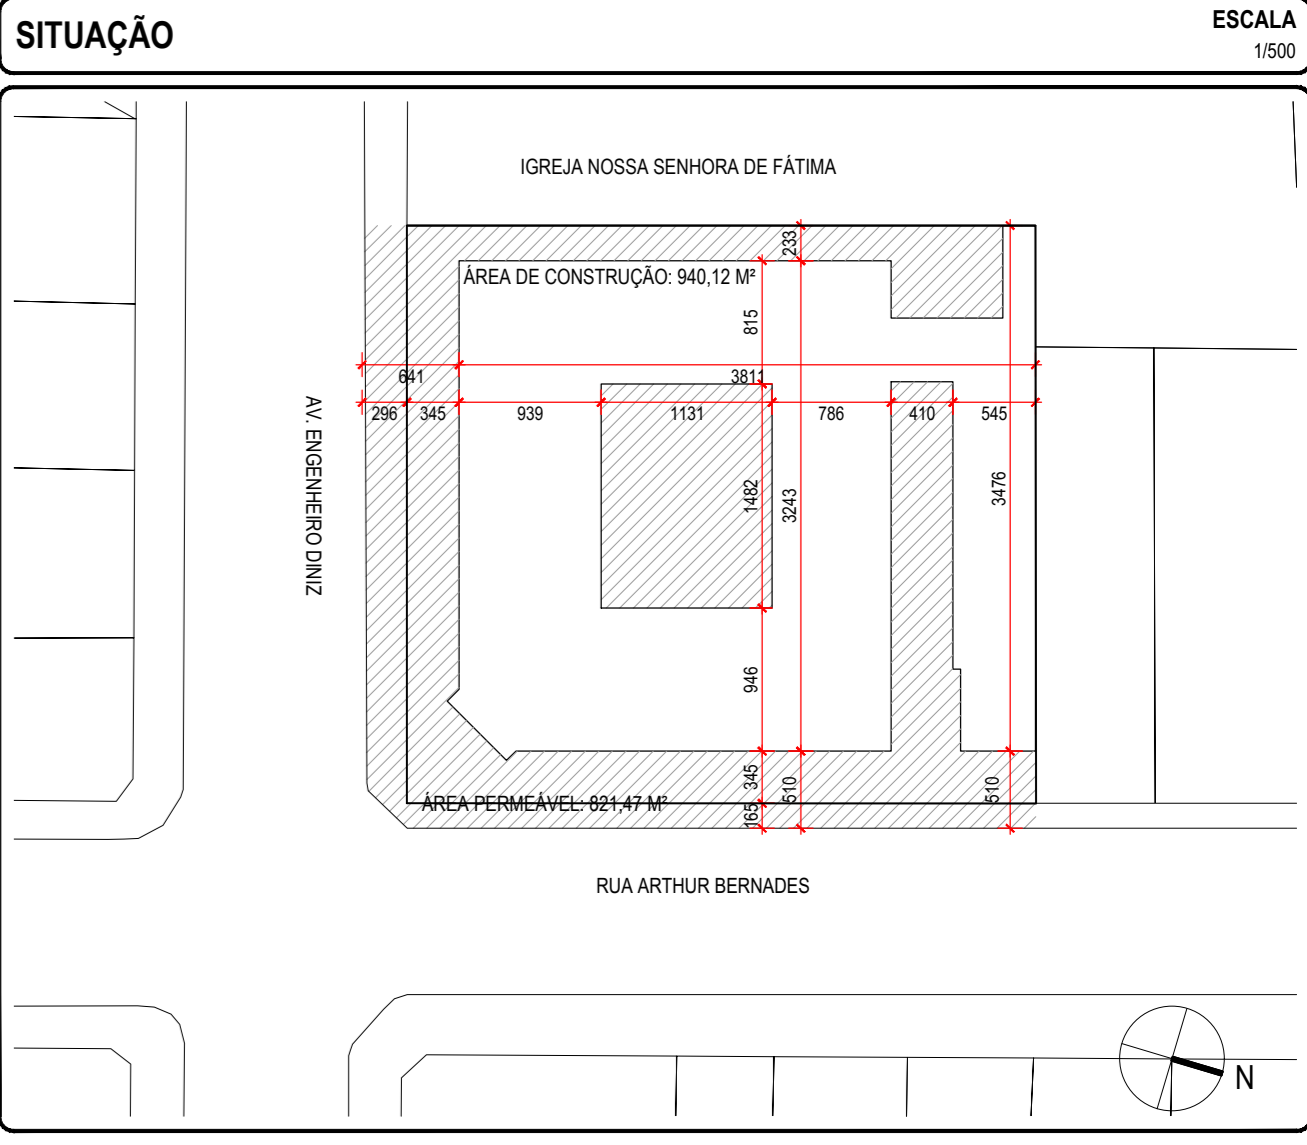 SITUAÇÃO
ESCALA
1/500
IGREJA NOSSA SENHORA DE FÁTIMA
233
ÁREA DE CONSTRUÇÃO: 940,12 M²
815
641
3811
296
345
939
1131
786
410
545
AV. ENGENHEIRO DINIZ
1482
3243
3476
946
345
510
510
ÁREA PERMEÁVEL: 821,47 M²
165
RUA ARTHUR BERNADES
N